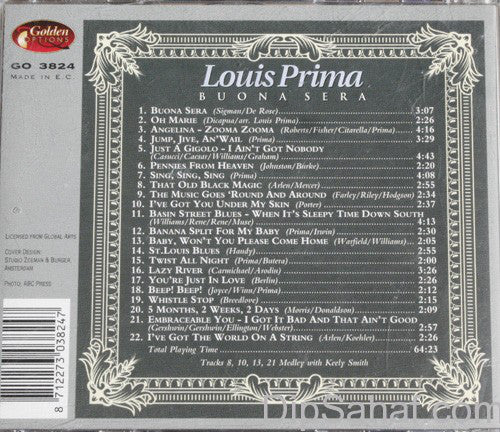 Golden
OPTIONS
GO 3824
MADE IN E.C.
Louis Prima
BUONA SERA
1. BUONA SERA (Sigman/De Rose) 3:07
2. OH MARIE (Dicapua/arr. Louis Prima) 2:26
3. ANGELINA - ZOOMA ZOOMA (Roberts/Fisher/Citarella/Prima) 4:16
4. JUMP, JIVE, AN'WAIL (Prima) 3:29
5. JUST A GIGOLO - I AIN'T GOT NOBODY
(Casucci/Caesar/Williams/Graham) 4:43
6. PENNIES FROM HEAVEN (Johnston/Burke) 2:20
7. SING, SING, SING (Prima) 4:08
8. THAT OLD BLACK MAGIC (Arlen/Mercer) 2:55
9. THE MUSIC GOES 'ROUND AND AROUND (Farley/Riley/Hodgson) 2:34
10. I'VE GOT YOU UNDER MY SKIN (Porter) 2:36
11. BASIN STREET BLUES - WHEN IT'S SLEEPY TIME DOWN SOUTH
(Williams/Rene/Rene/Muse) 4:13
12. BANANA SPLIT FOR MY BABY (Prima/Irwin) 2:30
13. BABY, WON'T YOU PLEASE COME HOME (Warfield/Williams) 2:05
14. ST.LOUIS BLUES (Handy) 2:55
15. TWIST ALL NIGHT (Prima/Butera) 2:00
16. LAZY RIVER (Carmichael/Arodin) 2:21
17. YOU'RE JUST IN LOVE (Berlin) 2:21
18. BEEP! BEEP! (Joyce/Winn/Prima) 2:11
19. WHISTLE STOP (Breedlove) 2:15
20. 5 MONTHS, 2 WEEKS, 2 DAYS (Morris/Donaldson) 2:01
21. EMBRACEABLE YOU - I GOT IT BAD AND THAT AIN'T GOOD
(Gershwin/Gershwin/Ellington/Webster) 2:57
22. I'VE GOT THE WORLD ON A STRING (Arlen/Koehler) 2:32
Total Playing Time 64:23
Tracks 8, 10, 13, 21 Medley with Keely Smith
LICENSED FROM GLOBAL ARTS
COVER DESIGN:
STUDIO ZEEMAN & BURGER
AMSTERDAM
PHOTO: ABC PRESS
8 712273 038247